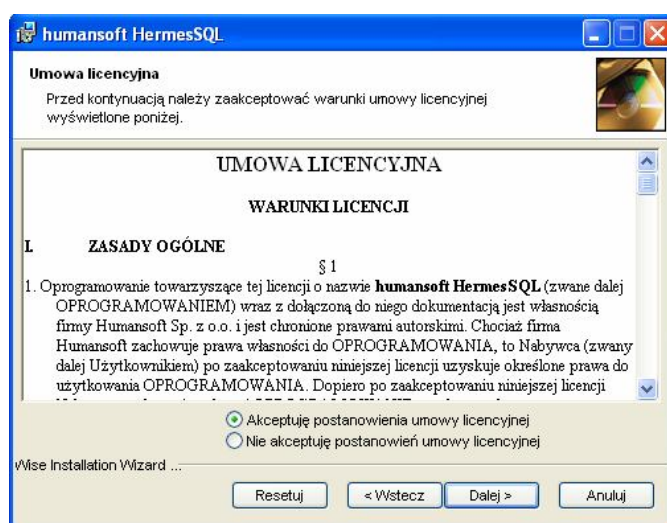 humansoft HermesSQL
Umowa licencyjna
Przed kontynuacją należy zaakceptować warunki umowy licencyjnej
wyświetlone poniżej.
UMOWA LICENCYJNA
WARUNKI LICENCJI
I. ZASADY OGÓLNE
§ 1
1. Oprogramowanie towarzyszące tej licencji o nazwie humansoft HermesSQL (zwane dalej
OPROGRAMOWANIEM) wraz z dołączoną do niego dokumentacją jest własnością
firmy Humansoft Sp. z o.o. i jest chronione prawami autorskimi. Chociaż firma
Humansoft zachowuje prawa własności do OPROGRAMOWANIA, to Nabywca (zwany
dalej Użytkownikiem) po zaakceptowaniu niniejszej licencji uzyskuje określone prawa do
użytkowania OPROGRAMOWANIA. Dopiero po zaakceptowaniu niniejszej licencji
Akceptuję postanowienia umowy licencyjnej
Nie akceptuję postanowień umowy licencyjnej
Wise Installation Wizard ...
Resetuj < Wstecz Dalej > Anuluj